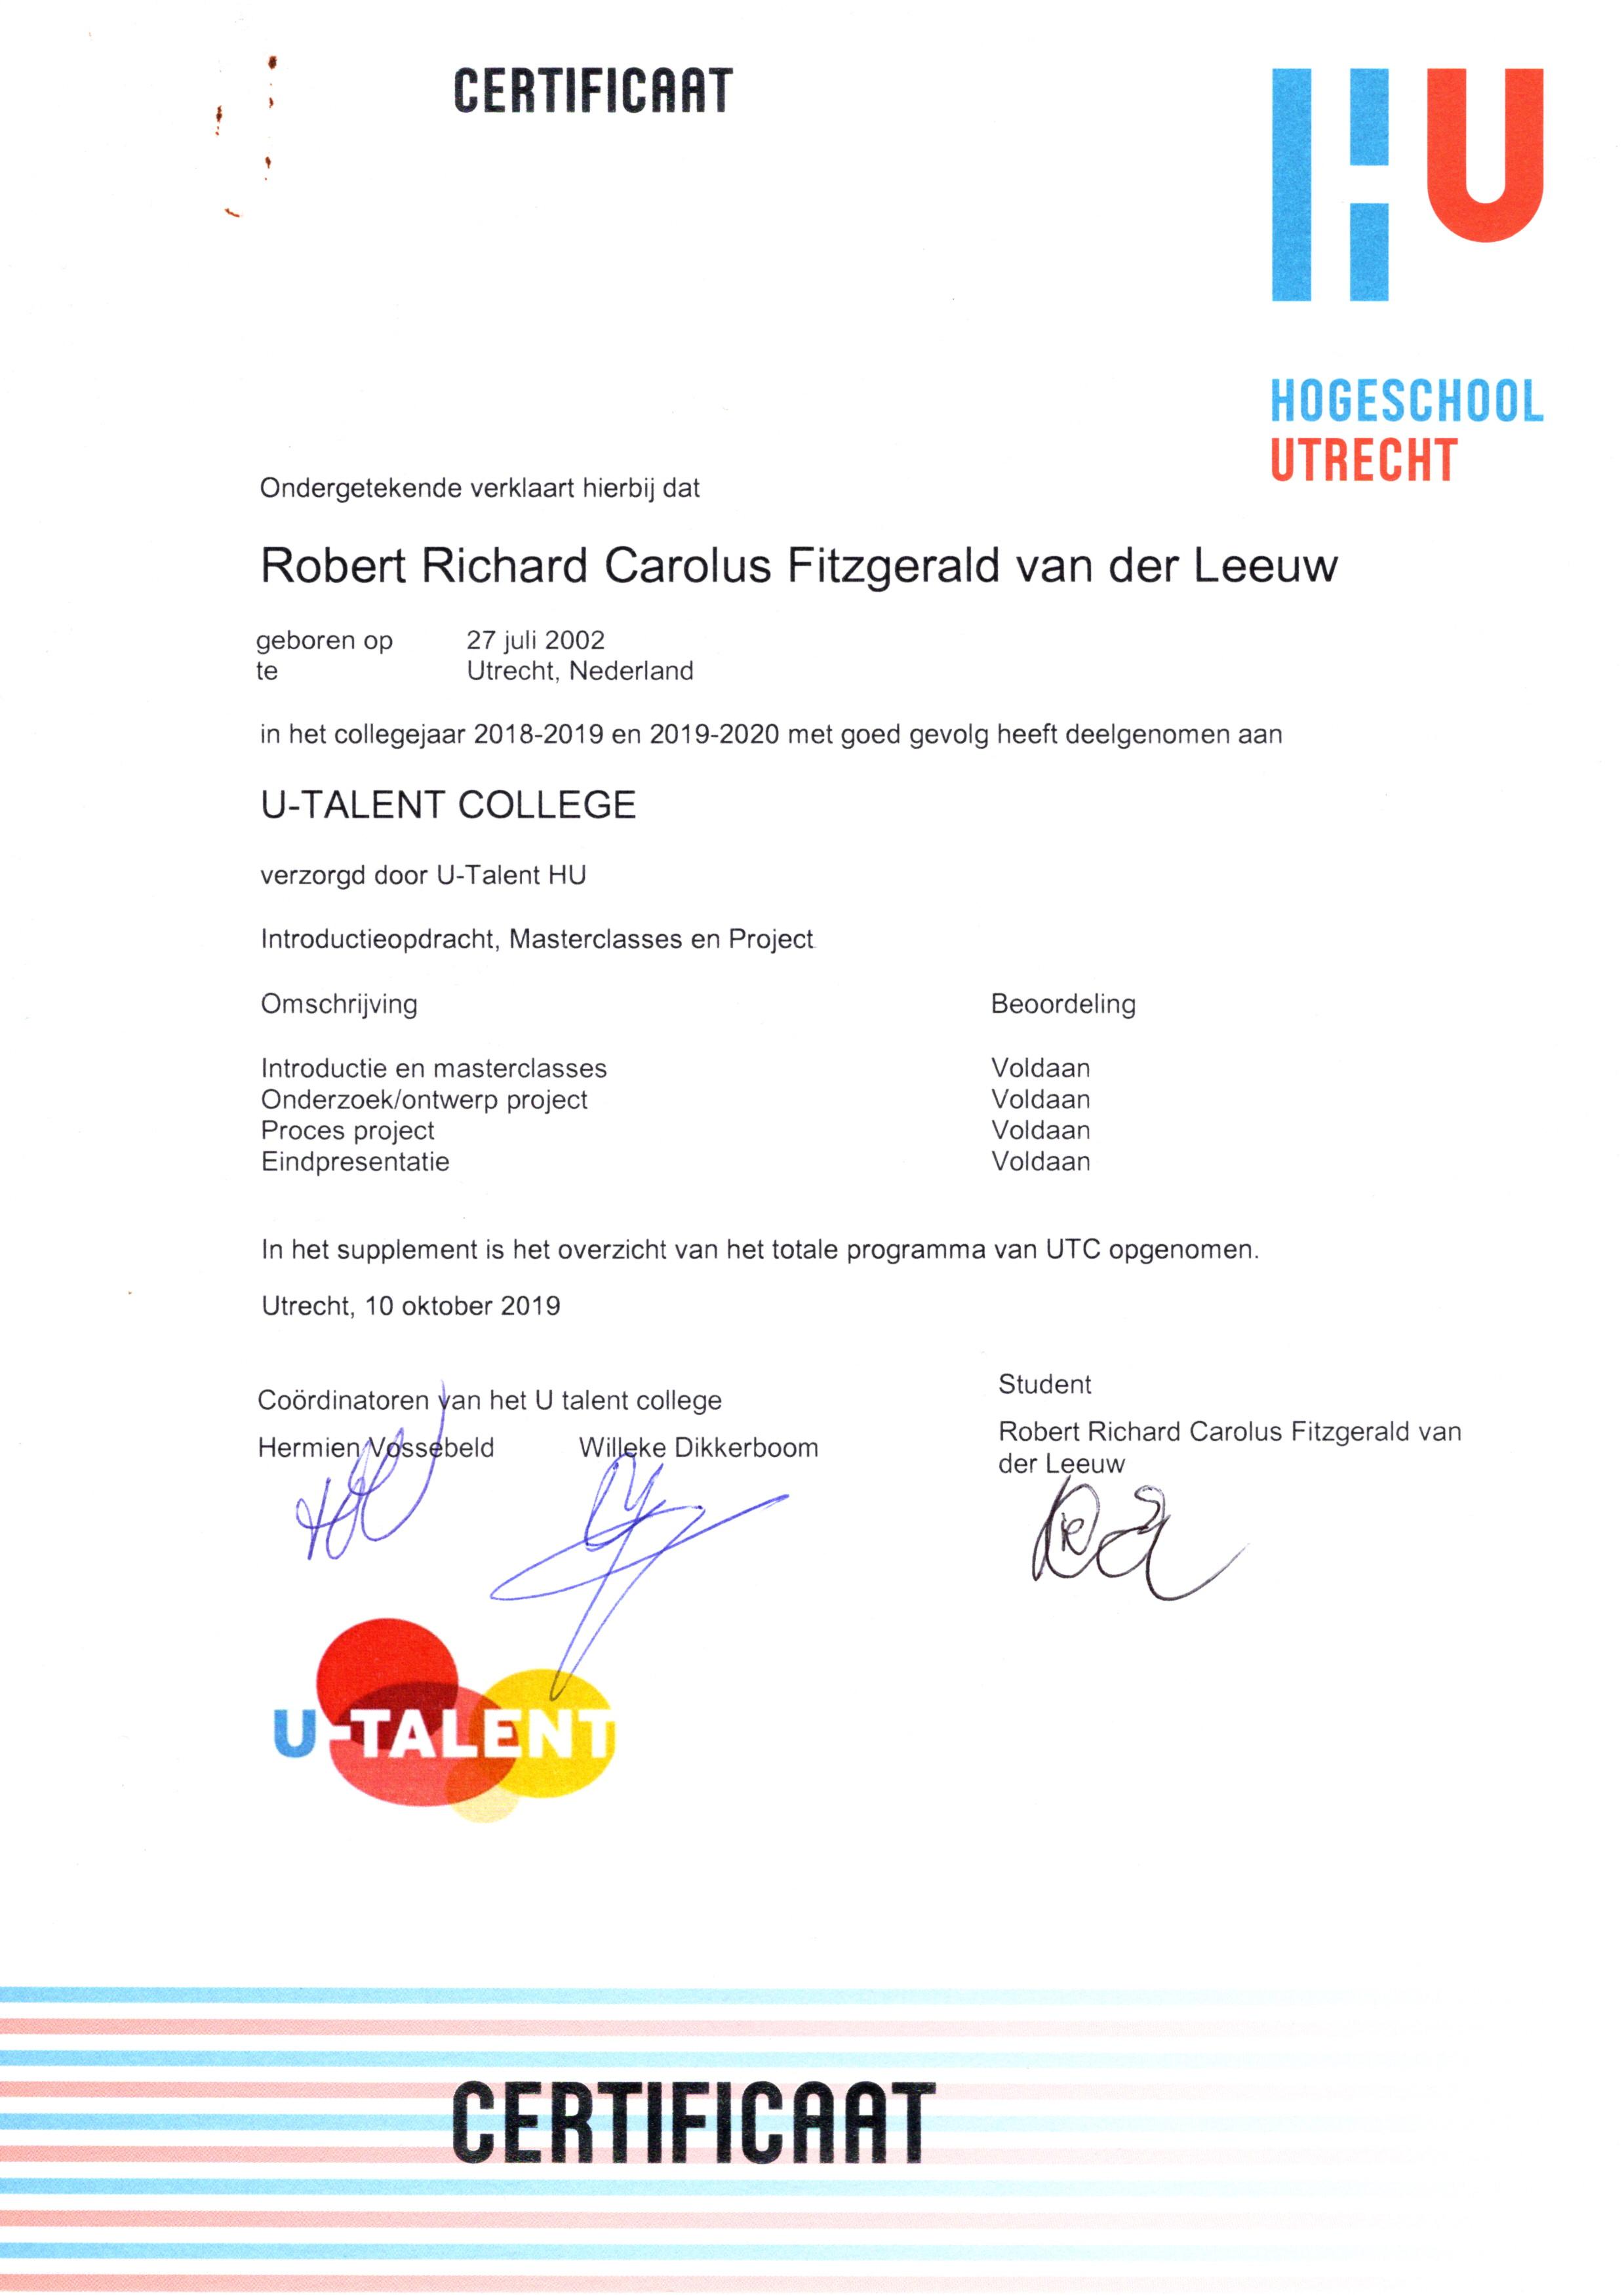 CERTIFICAAT
HU
HOGESCHOOL
UTRECHT
Ondergetekende verklaart hierbij dat
Robert Richard Carolus Fitzgerald van der Leeuw
geboren op 27 juli 2002
te Utrecht, Nederland
in het collegejaar 2018-2019 en 2019-2020 met goed gevolg heeft deelgenomen aan
U-TALENT COLLEGE
verzorgd door U-Talent HU
Introductieopdracht, Masterclasses en Project
Omschrijving Beoordeling
Introductie en masterclasses Voldaan
Onderzoek/ontwerp project Voldaan
Proces project Voldaan
Eindpresentatie Voldaan
In het supplement is het overzicht van het totale programma van UTC opgenomen.
Utrecht, 10 oktober 2019
Coördinatoren van het U talent college
Hermien Vossebeld Willeke Dikkerboom
Student
Robert Richard Carolus Fitzgerald van
der Leeuw
U-TALENT
CERTIFICAAT